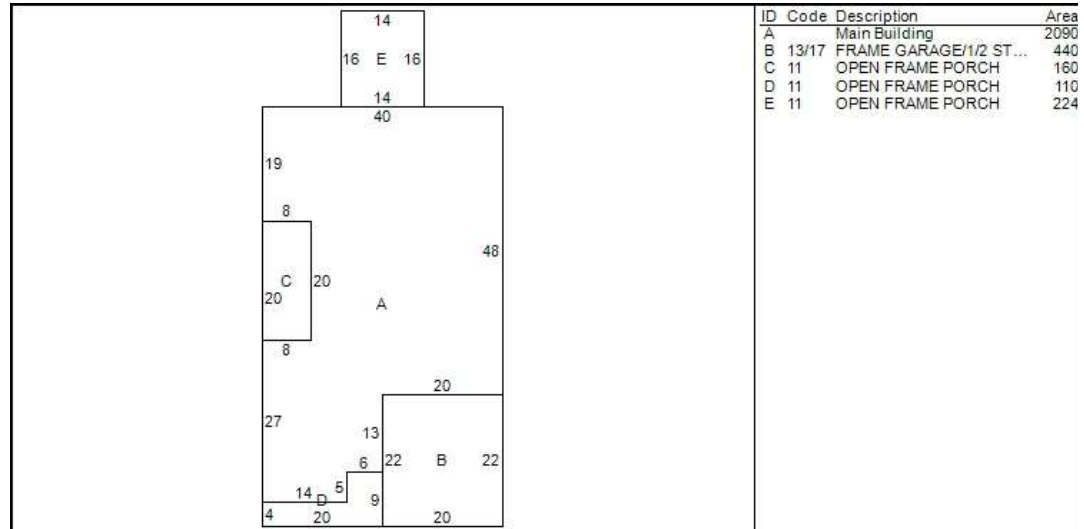 14
16 E 16
14
40
19
8
48
C 20
20
A
8
20
27
13
6
22 B 22
14 5
D 9
4 20 20
ID Code Description Area
A Main Building 2090
B 13/17 FRAME GARAGE/1/2 ST... 440
C 11 OPEN FRAME PORCH 160
D 11 OPEN FRAME PORCH 110
E 11 OPEN FRAME PORCH 224